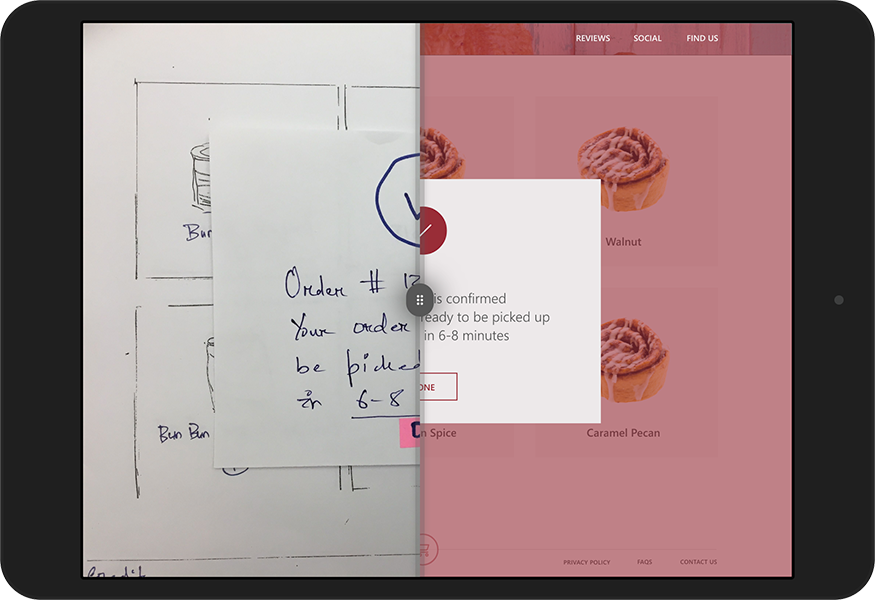 REVIEWS SOCIAL FIND US
Bun
Walnut
Order # 12
is confirmed
Your order
ready to be picked up
be picked
in 6-8 minutes
in 6-8
ONE
Bun Bun
n Spice
Caramel Pecan
Credit
PRIVACY POLICY FAQS CONTACT US